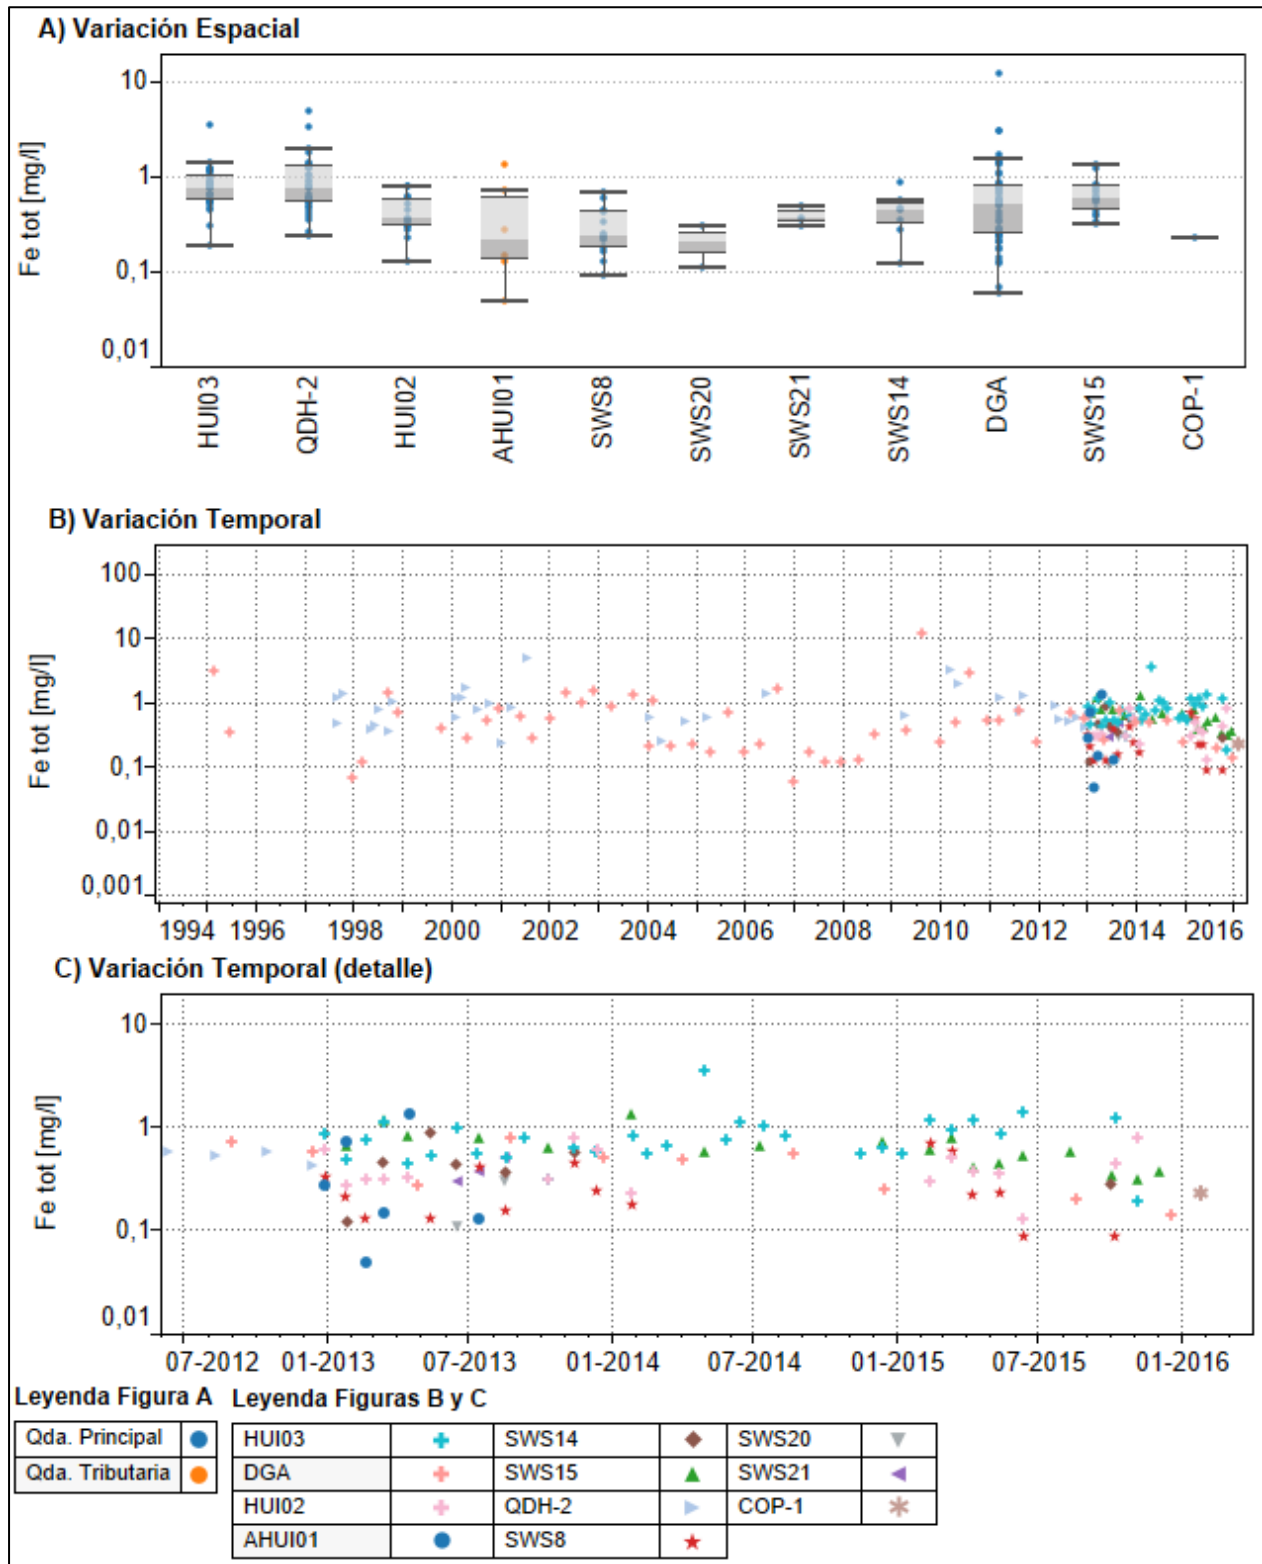 A) Variación Espacial
Fe tot [mg/l]
10
1
0,1
0,01
HUI03 QDH-2 HUI02 AHUI01 SWS8 SWS20 SWS21 SWS14 DGA SWS15 COP-1
B) Variación Temporal
Fe tot [mg/l]
100
10
1
0,1
0,01
0,001
1994 1996 1998 2000 2002 2004 2006 2008 2010 2012 2014 2016
C) Variación Temporal (detalle)
Fe tot [mg/l]
10
1
0,1
0,01
07-2012 01-2013 07-2013 01-2014 07-2014 01-2015 07-2015 01-2016
Leyenda Figura A Leyenda Figuras B y C
Qda. Principal HUI03 SWS14 SWS20
Qda. Tributaria DGA SWS15 SWS21
HUI02 QDH-2 COP-1
AHUI01 SWS8